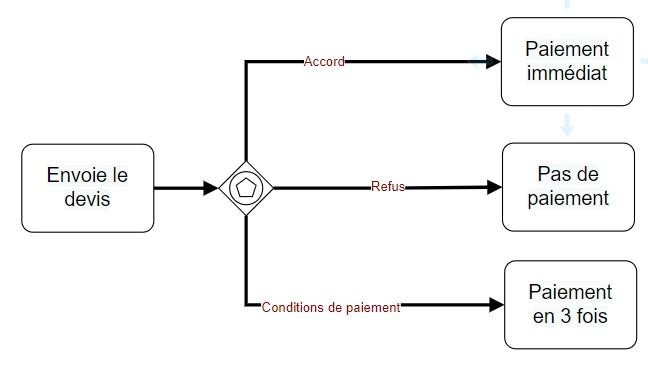 Accord
Paiement
immédiat
Envoie le
devis
Refus
Pas de
paiement
Conditions de paiement
Paiement
en 3 fois